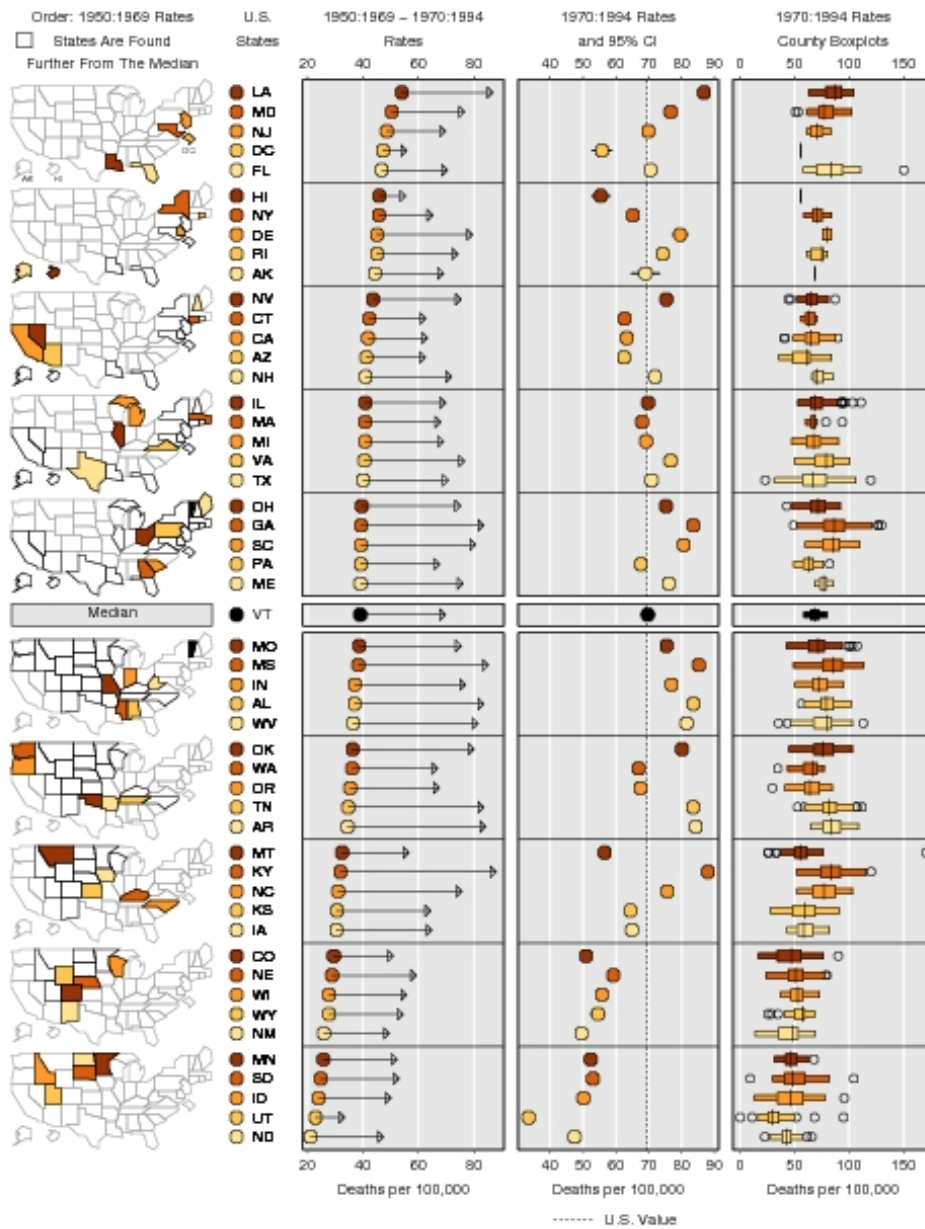 Order: 1950:1969 Rates
States Are Found
Further From The Median
U.S.
States
1950:1969 – 1970:1994
Rates
1970:1994 Rates
and 95% CI
1970:1994 Rates
County Boxplots
20 40 60 80
40 50 60 70 80 90
0 50 100 150
LA
MD
NJ
DC
FL
DC
AK HI
HI
NY
DE
RI
AK
NV
CT
CA
AZ
NH
IL
MA
MI
VA
TX
OH
GA
SC
PA
ME
Median
VT
MO
MS
IN
AL
WV
OK
WA
OR
TN
AR
MT
KY
NC
KS
IA
CO
NE
WI
WY
NM
MN
SD
ID
UT
ND
20 40 60 80
40 50 60 70 80 90
0 50 100 150
Deaths per 100,000
Deaths per 100,000
Deaths per 100,000
U.S. Value